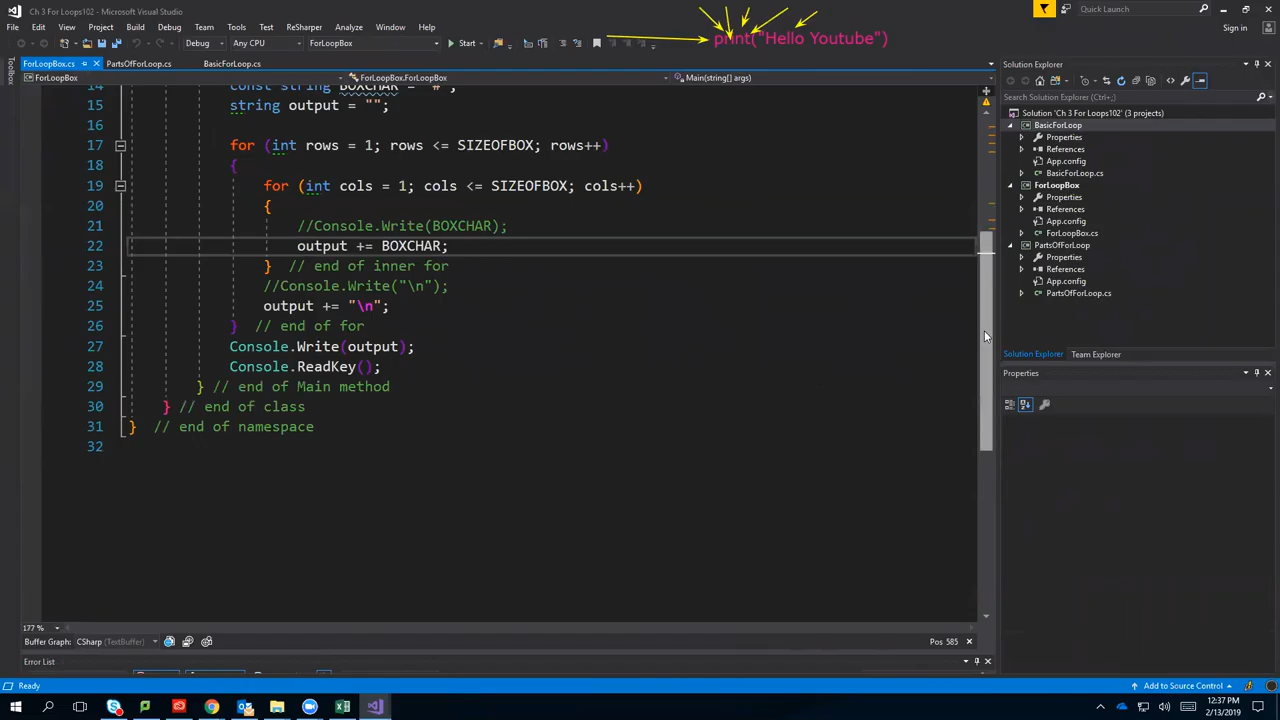 Ch 3 For Loops102 (2) - Microsoft Visual Studio
Quick Launch
File Edit View Project Build Debug Team Tools Test ReSharper Analyze Window Help
Sign in
Debug Any CPU ForLoopBox Start
print("Hello Youtube")
Toolbox
ForLoopBox.cs PartsOfForLoop.cs BasicForLoop.cs
ForLoopBox ForLoopBox.ForLoopBox Main(string[] args)
14 const string BOXCHAR = "#";
15 string output = "";
16
17 for (int rows = 1; rows <= SIZEOFBOX; rows++)
18 {
19 for (int cols = 1; cols <= SIZEOFBOX; cols++)
20 {
21 //Console.Write(BOXCHAR);
22 output += BOXCHAR;
23 } // end of inner for
24 //Console.Write("\n");
25 output += "\n";
26 } // end of for
27 Console.Write(output);
28 Console.ReadKey();
29 } // end of Main method
30 } // end of class
31 } // end of namespace
32
177 %
Buffer Graph: CSharp (TextBuffer) Pos 585
Error List
Solution Explorer
Search Solution Explorer (Ctrl+;)
Solution 'Ch 3 For Loops102' (3 projects)
BasicForLoop
Properties
References
App.config
BasicForLoop.cs
ForLoopBox
Properties
References
App.config
ForLoopBox.cs
PartsOfForLoop
Properties
References
App.config
PartsOfForLoop.cs
Solution Explorer Team Explorer
Properties
Ready
Add to Source Control
12:37 PM
2/13/2019